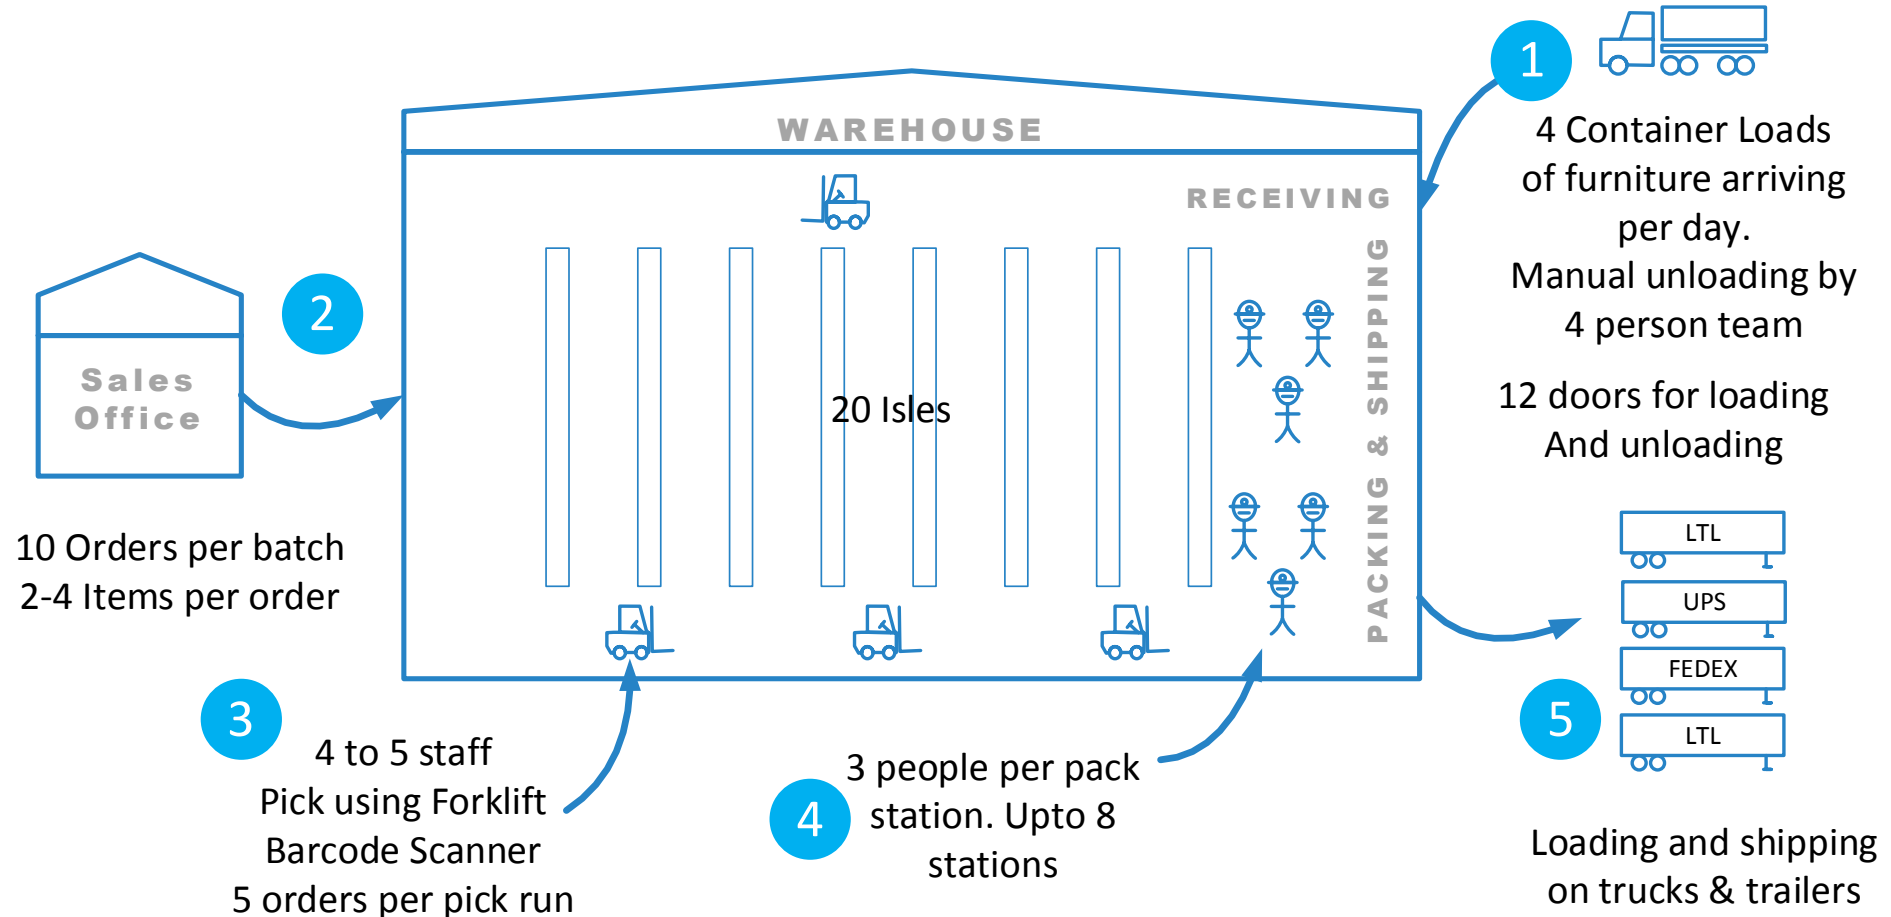 WAREHOUSE
RECEIVING
PACKING & SHIPPING
20 Isles
1
4 Container Loads
of furniture arriving
per day.
Manual unloading by
4 person team
12 doors for loading
And unloading
2
Sales
Office
10 Orders per batch
2-4 Items per order
3
4 to 5 staff
Pick using Forklift
Barcode Scanner
5 orders per pick run
4
3 people per pack
station. Upto 8
stations
5
LTL
UPS
FEDEX
LTL
Loading and shipping
on trucks & trailers